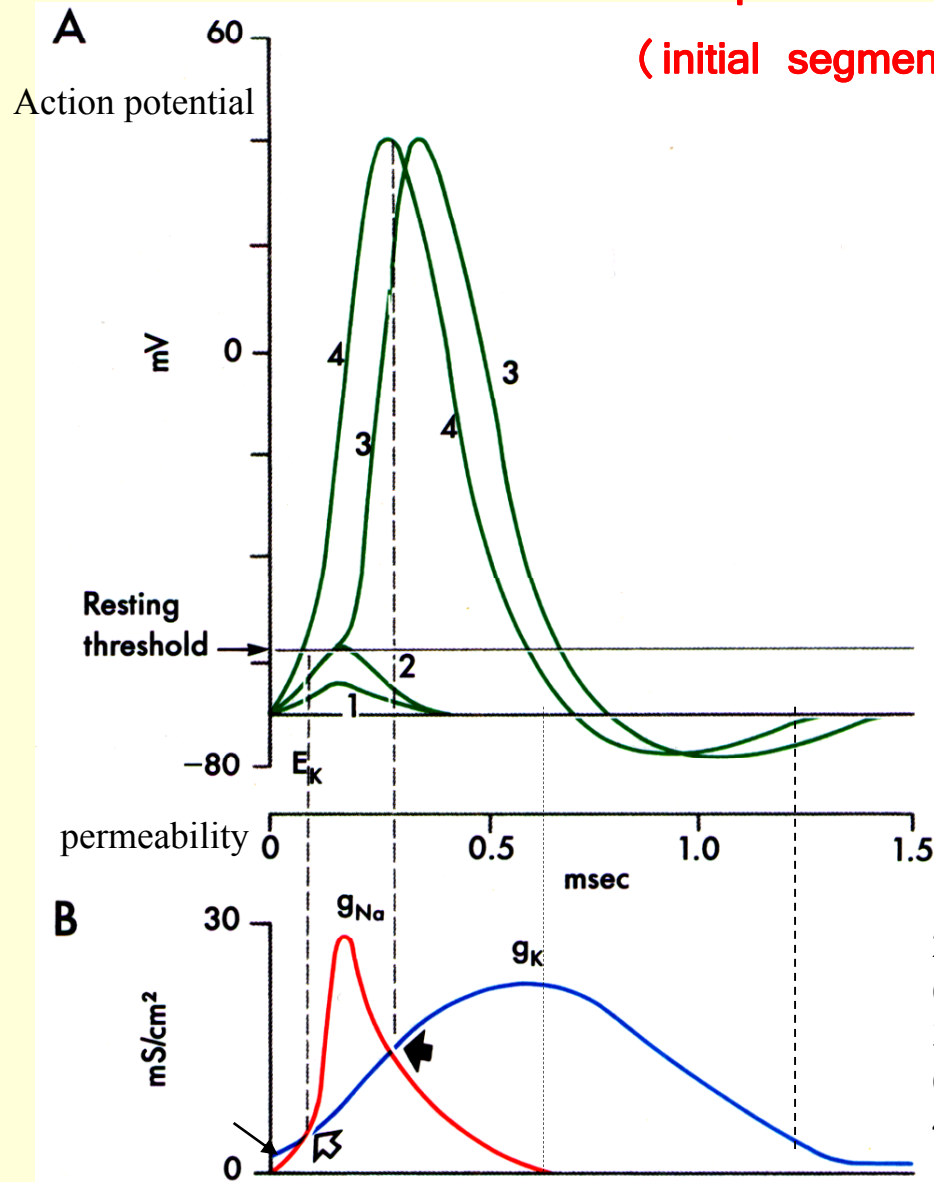 A
60
(initial segmen
Action potential
mV
0
4
3
3
4
Resting
threshold
2
1
−80
EK
permeability
0
0.5
1.0
1.5
msec
B
30
gNa
gK
mS/cm²
0